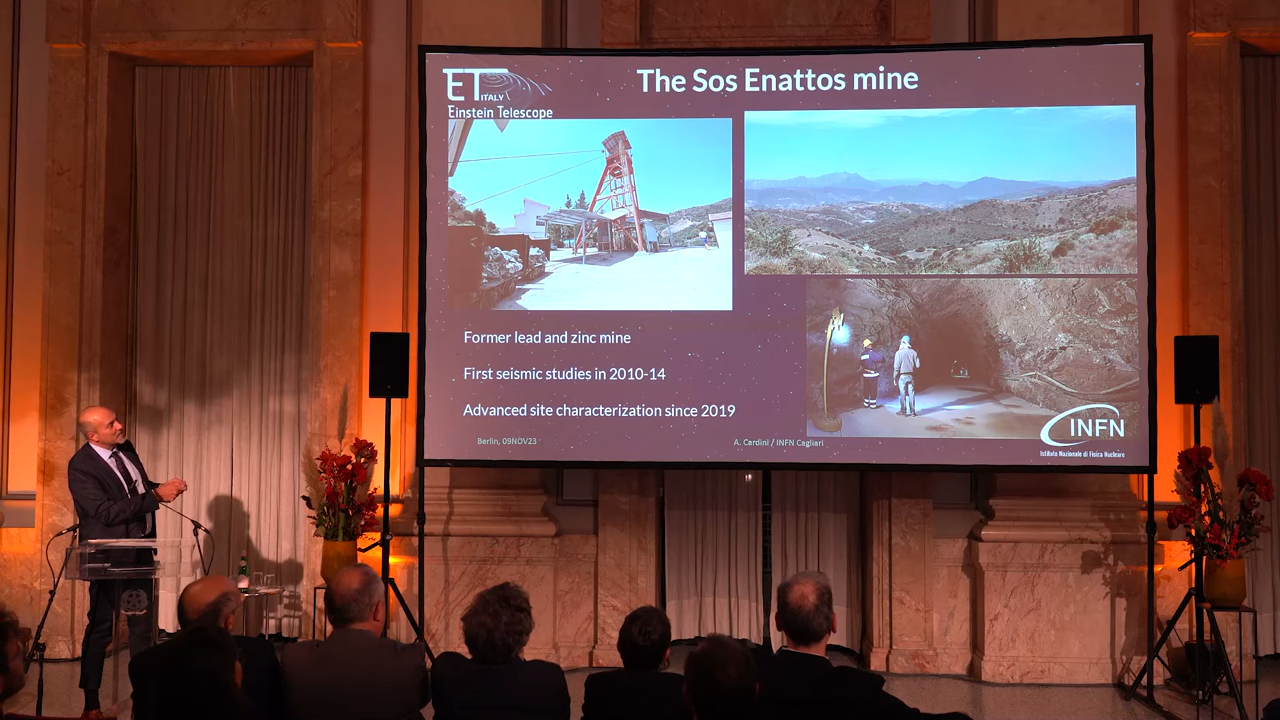 ET
ITALY
Einstein Telescope
The Sos Enattos mine
Former lead and zinc mine
First seismic studies in 2010-14
Advanced site characterization since 2019
Berlin, 09NOV23
A. Cardini / INFN Cagliari
INFN
Istituto Nazionale di Fisica Nucleare